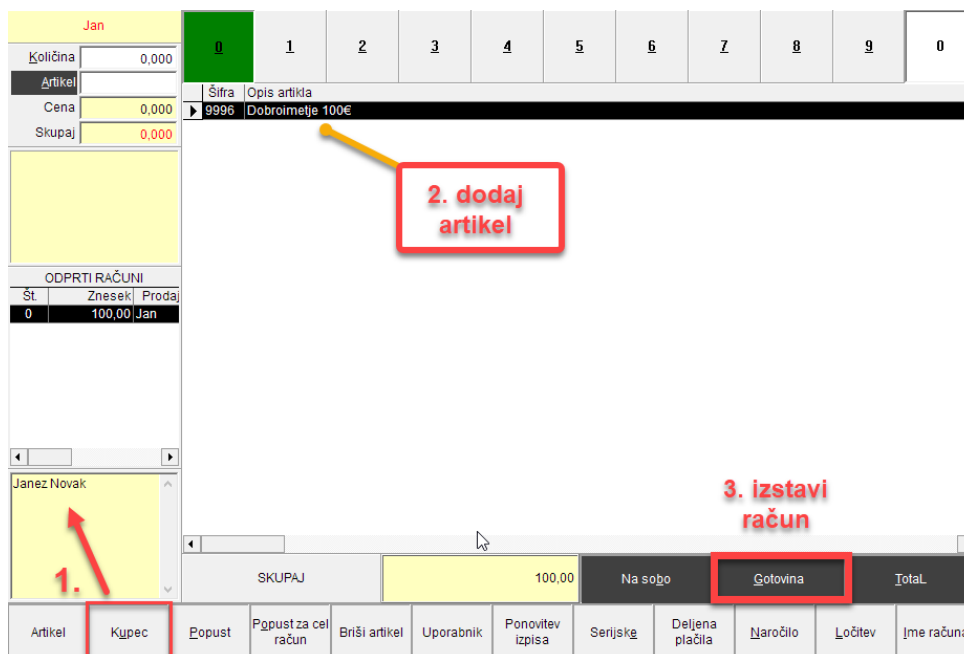 Jan
0 1 2 3 4 5 6 7 8 9 0
Količina 0,000
Artikel
Cena 0,000
Skupaj 0,000
Šifra Opis artikla
9996 Dobroimetje 100€
2. dodaj
artikel
ODPRTI RAČUNI
Št. Znesek Prodaj
0 100,00 Jan
Janez Novak
1.
3. izstavi
račun
SKUPAJ 100,00 Na sobo Gotovina TotaL
Artikel Kupec Popust Popust za cel račun Briši artikel Uporabnik Ponovitev izpisa Serijske Deljena plačila Naročilo Ločitev Ime računa